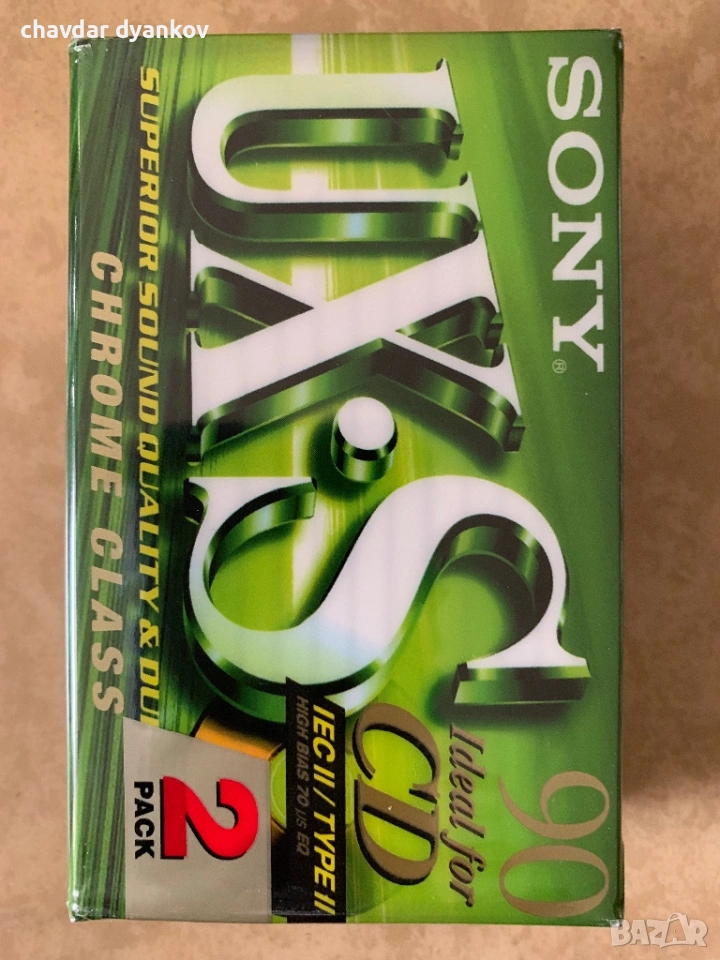 chavdar dyankov
SONY®
90
UX·S
Ideal for
CD
IEC II / TYPE II
HIGH BIAS 70 µs EQ
SUPERIOR SOUND QUALITY &
CHROME CLASS
2
PACK
BAZAR